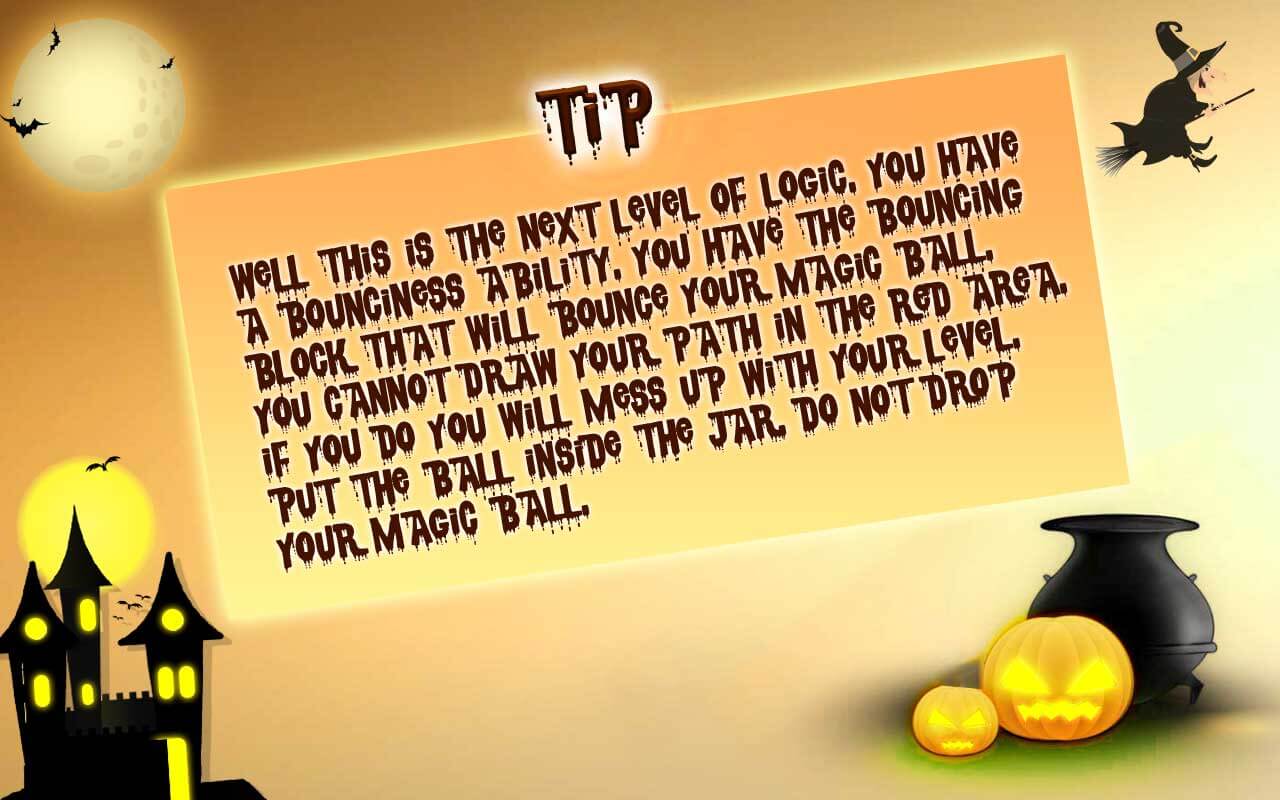 TiP
Well This is The Next Level of Logic, You Have
A Bounciness Ability. You Have The Bouncing
Block That Will Bounce Your Magic Ball.
You Cannot Draw Your Path in The Red Area,
if You Do You Will Mess Up With Your Level.
Put The Ball inside The Jar. Do Not Drop
Your Magic Ball.